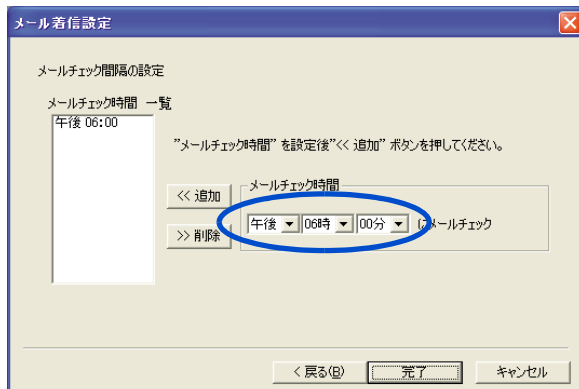 メール着信設定
メールチェック間隔の設定
メールチェック時間 一覧
午後 06:00
"メールチェック時間" を設定後"<< 追加" ボタンを押してください。
<< 追加
メールチェック時間
午後 06時 00分 にメールチェック
>> 削除
< 戻る(B) 完了 キャンセル